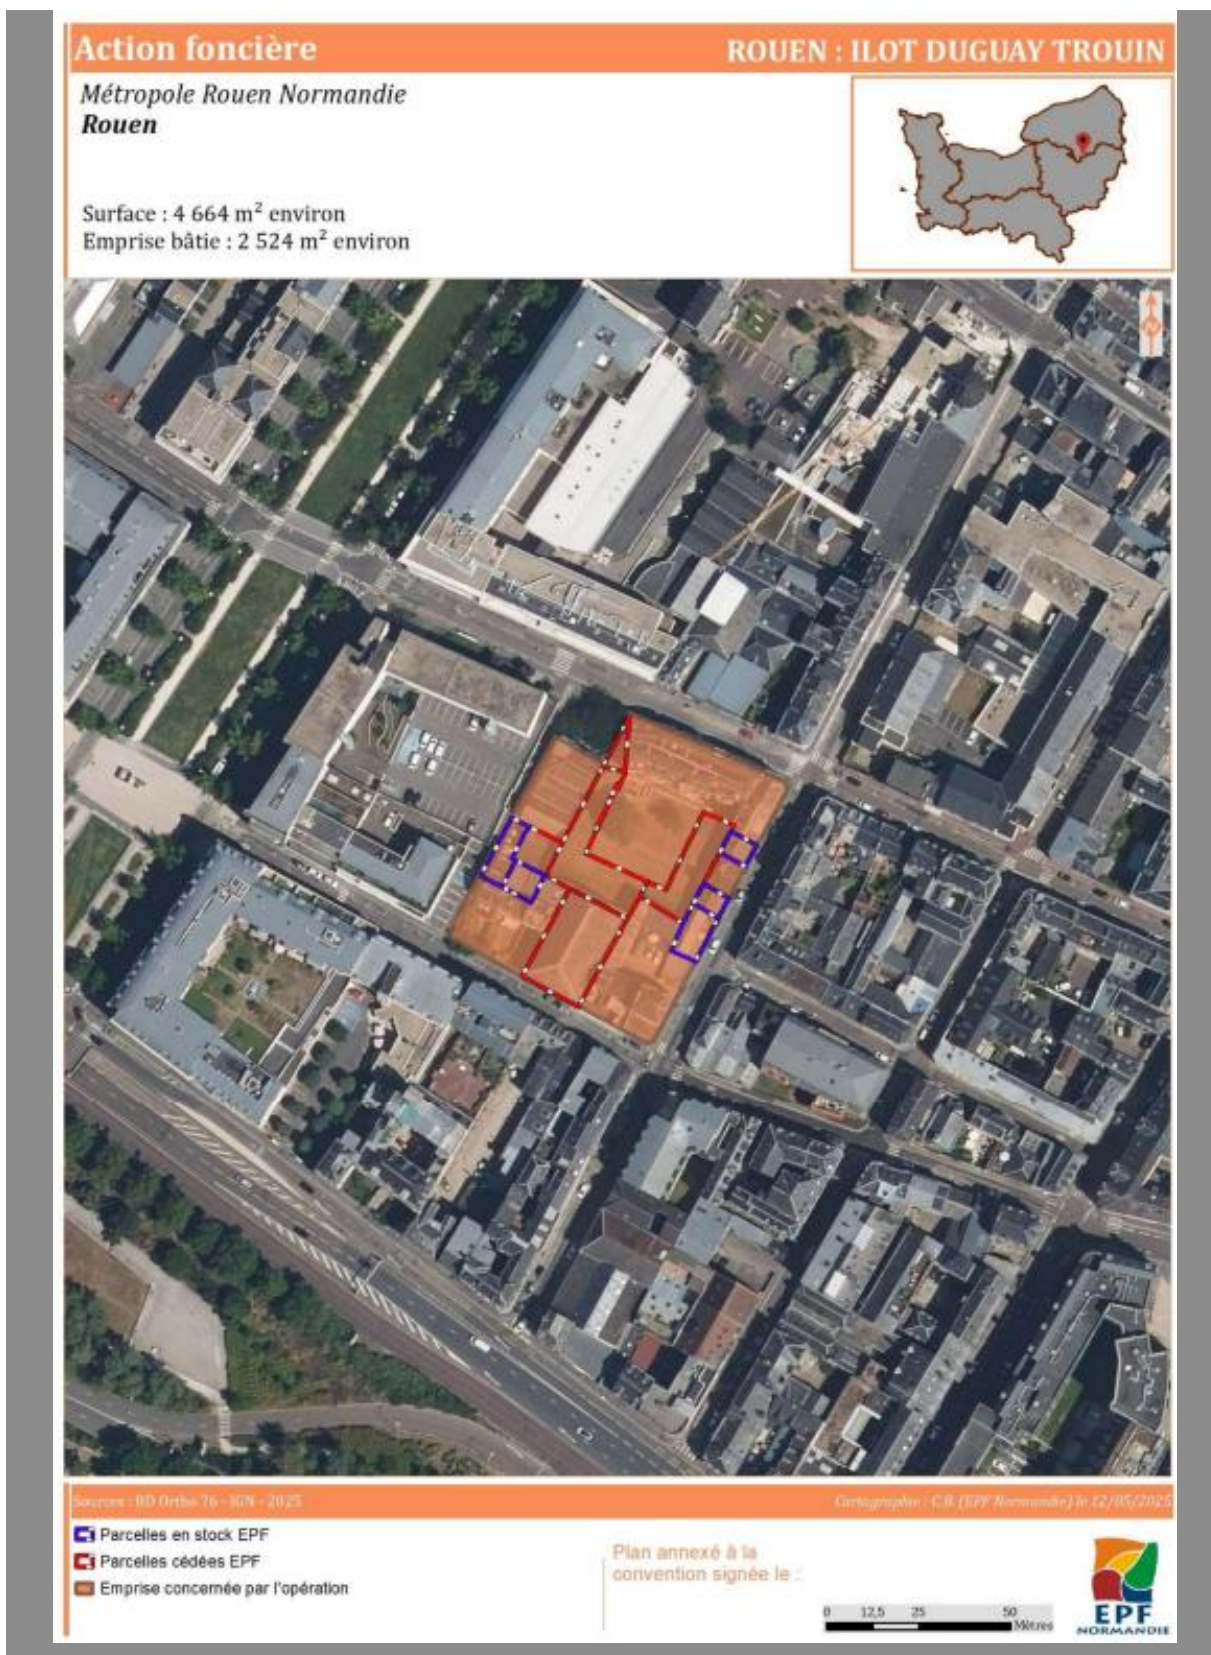 Action foncière
ROUEN : ILOT DUGUAY TROUIN
Métropole Rouen Normandie
Rouen
Surface : 4 664 m² environ
Emprise bâtie : 2 524 m² environ
N
Sources : BD Ortho 76 - IGN - 2025
Cartographie : C.B. (EPF Normandie) le 12/05/2025
Parcelles en stock EPF
Parcelles cédées EPF
Emprise concernée par l'opération
Plan annexé à la
convention signée le :
0 12,5 25 50
Mètres
EPF
NORMANDIE